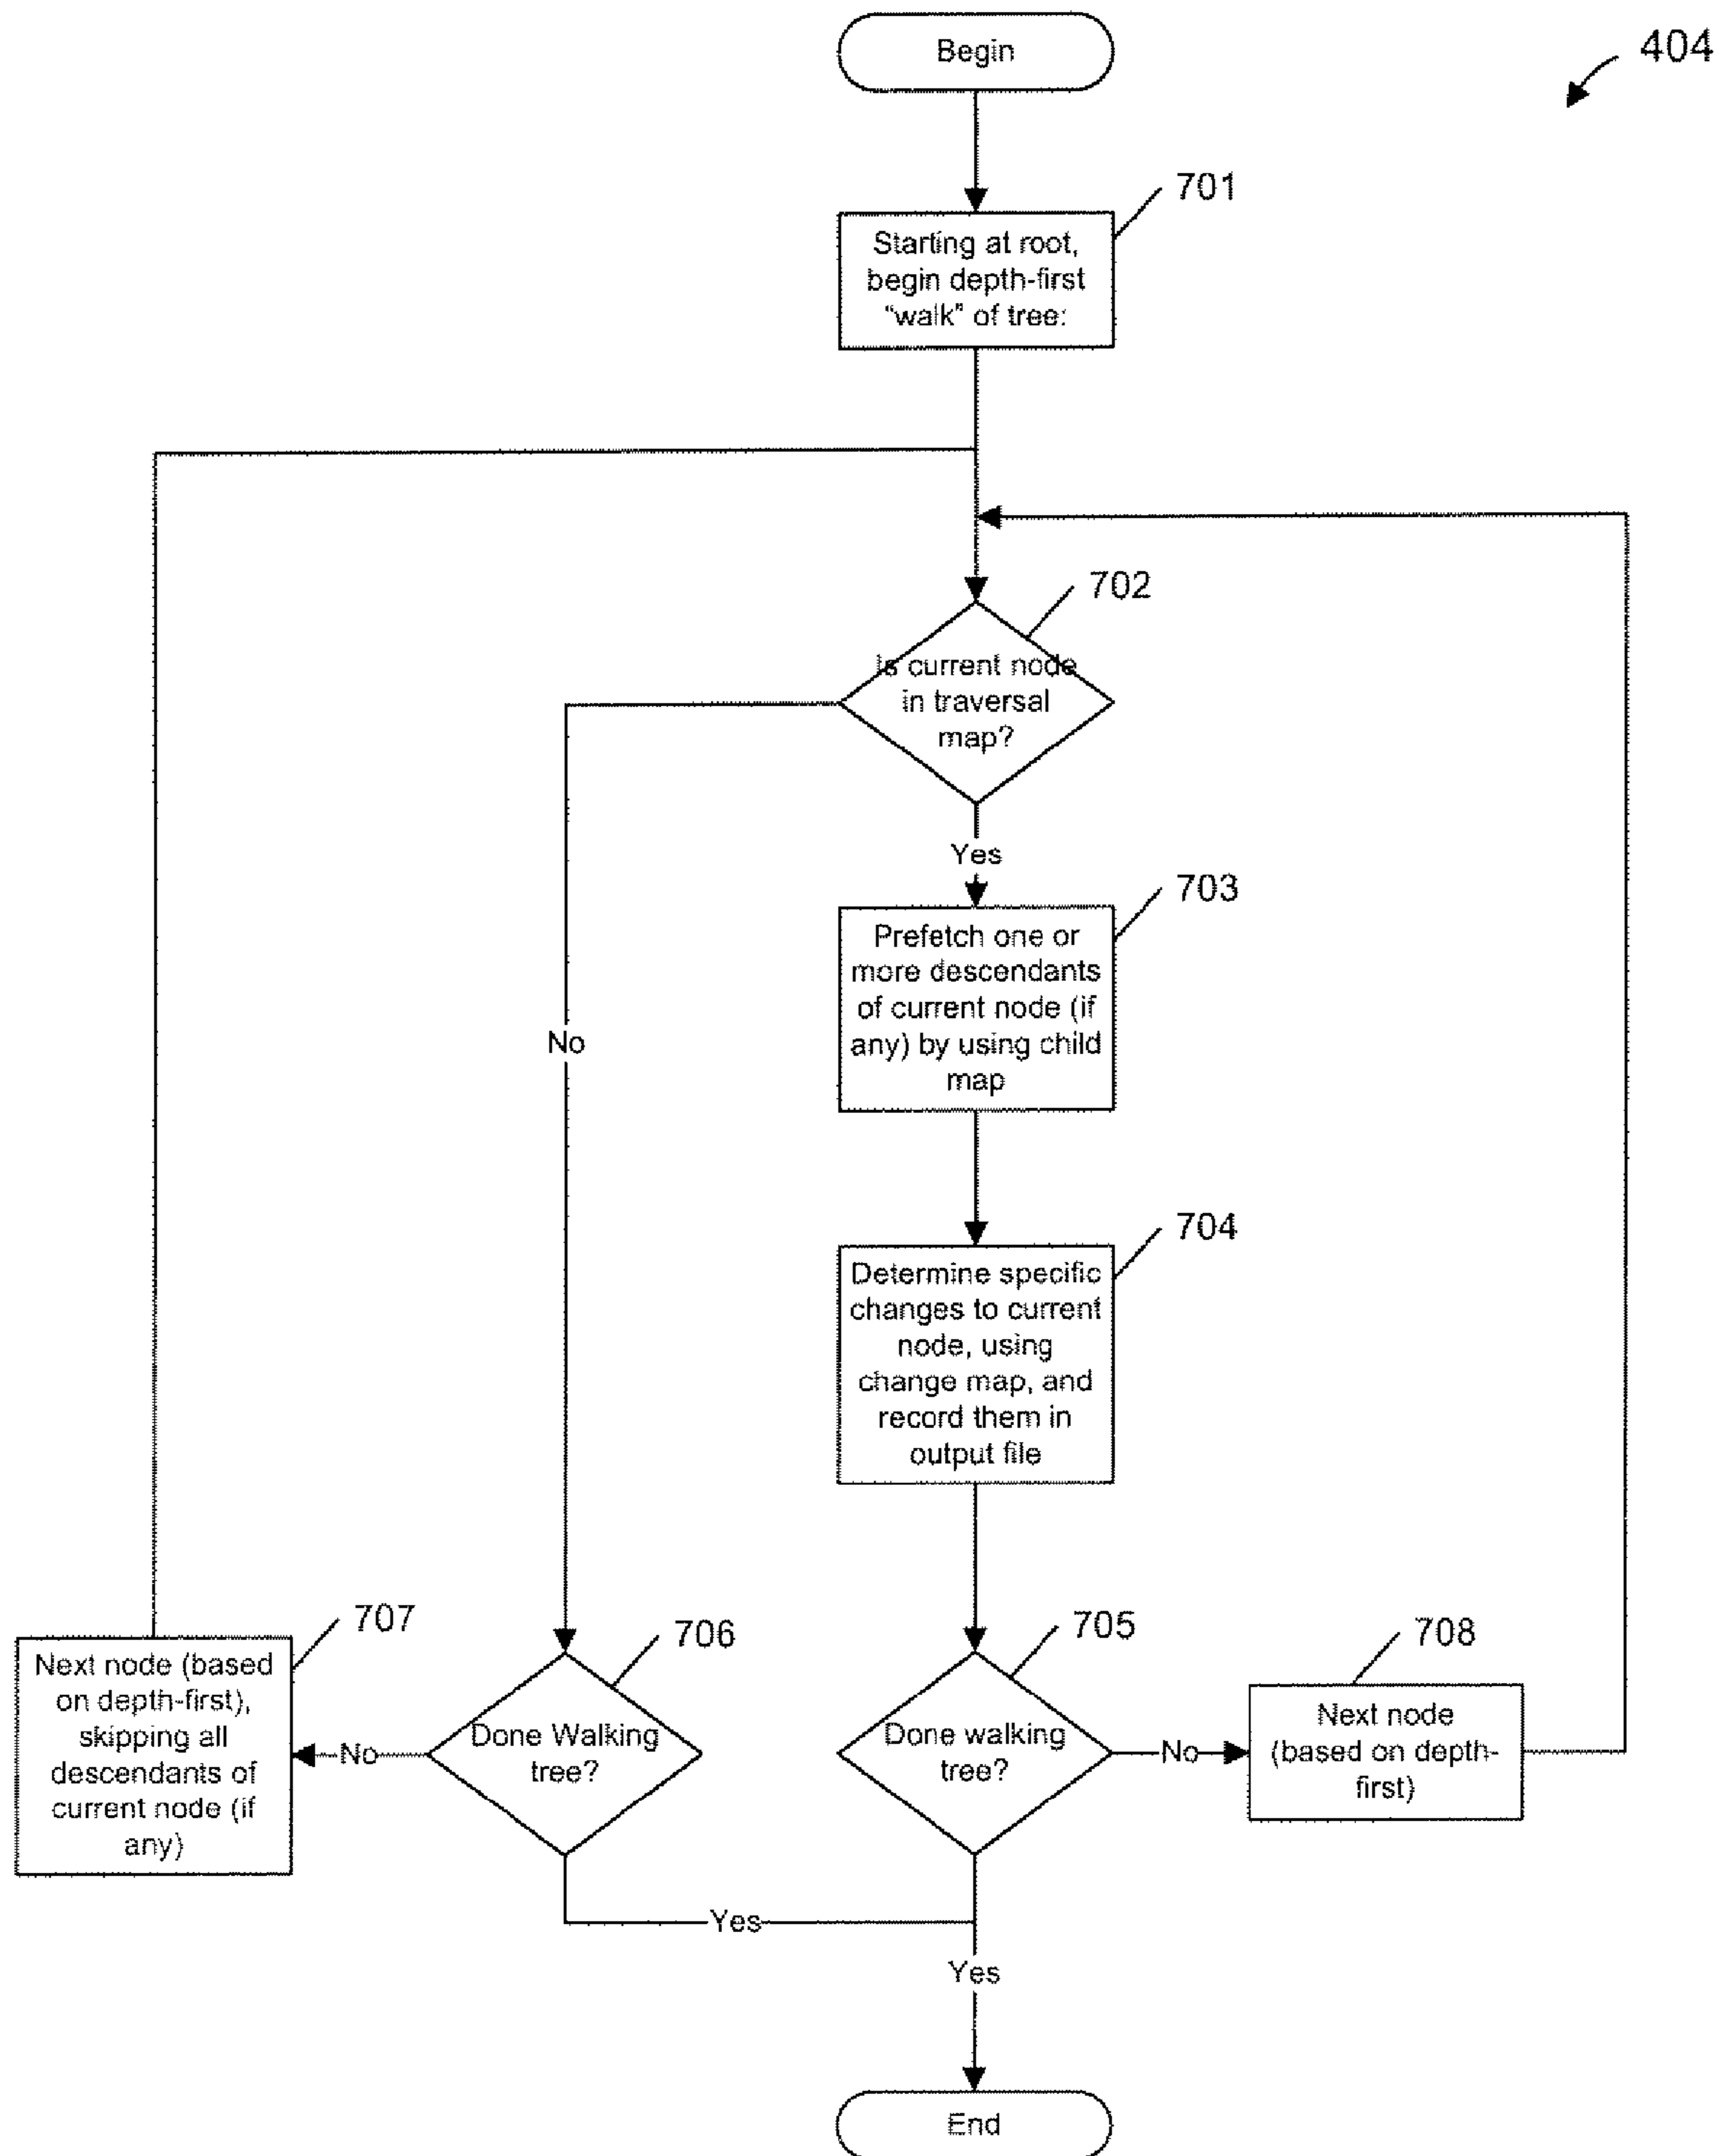 Begin
404
701
Starting at root,
begin depth-first
"walk" of tree:
702
Is current node
in traversal
map?
Yes
703
Prefetch one or
more descendants
of current node (if
any) by using child
map
No
704
Determine specific
changes to current
node, using
change map, and
record them in
output file
707
Next node (based
on depth-first),
skipping all
descendants of
current node (if
any)
No
706
Done Walking
tree?
705
Done walking
tree?
No
708
Next node
(based on depth-
first)
Yes
Yes
End